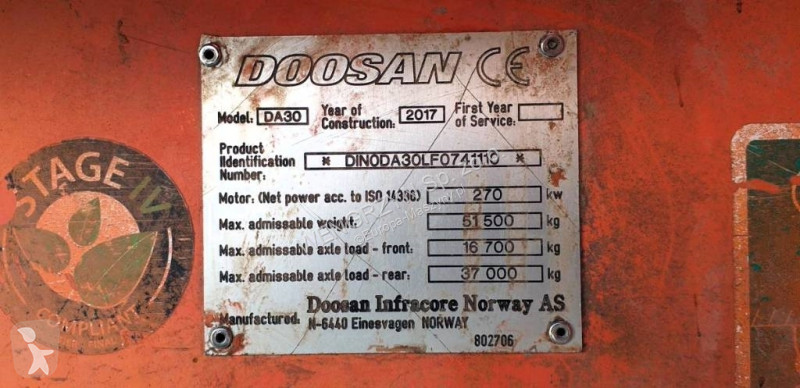 DOOSAN CE
Model: DA30 Year of Construction: 2017 First Year of Service:
Product
Identification * DINODA30LF0741110 *
Number:
Motor: (Net power acc. to ISO 14396) 270 kw
Max. admissable weight: 51 500 kg
Max. admissable axle load - front: 16 700 kg
Max. admissable axle load - rear: 37 000 kg
Manufactured: Doosan Infracore Norway AS
N-6440 Einesvagen NORWAY
802706
STAGE IV
COMPLIANT